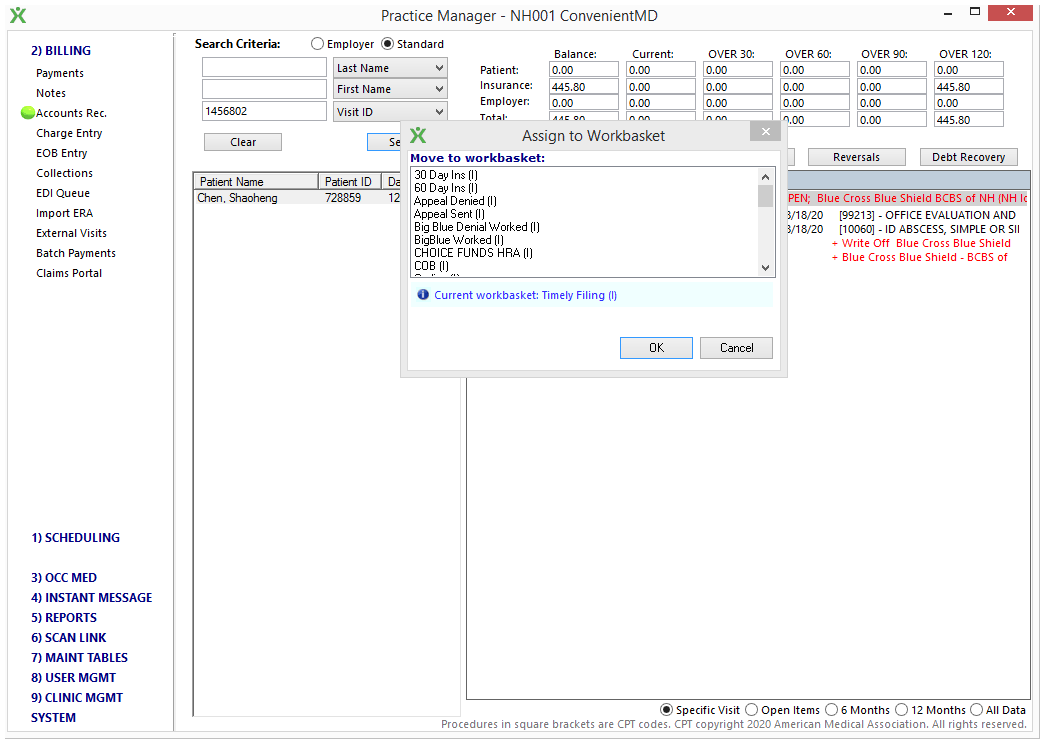 Practice Manager - NH001 ConvenientMD
2) BILLING
Payments
Notes
Accounts Rec.
Charge Entry
EOB Entry
Collections
EDI Queue
Import ERA
External Visits
Batch Payments
Claims Portal
1) SCHEDULING
3) OCC MED
4) INSTANT MESSAGE
5) REPORTS
6) SCAN LINK
7) MAINT TABLES
8) USER MGMT
9) CLINIC MGMT
SYSTEM
Search Criteria: Employer Standard
Last Name
First Name
1456802 Visit ID
Clear Se
Balance: Current: OVER 30: OVER 60: OVER 90: OVER 120:
Patient: 0.00 0.00 0.00 0.00 0.00 0.00
Insurance: 445.80 0.00 0.00 0.00 0.00 445.80
Employer: 0.00 0.00 0.00 0.00 0.00 0.00
Total: 445.80 0.00 0.00 0.00 0.00 445.80
Reversals Debt Recovery
Patient Name Patient ID Da
Chen, Shaoheng 728859 12
PEN; Blue Cross Blue Shield BCBS of NH (NH lo
3/18/20 [99213] - OFFICE EVALUATION AND
3/18/20 [10060] - ID ABSCESS, SIMPLE OR SII
+ Write Off Blue Cross Blue Shield
+ Blue Cross Blue Shield - BCBS of
Assign to Workbasket
Move to workbasket:
30 Day Ins (I)
60 Day Ins (I)
Appeal Denied (I)
Appeal Sent (I)
Big Blue Denial Worked (I)
BigBlue Worked (I)
CHOICE FUNDS HRA (I)
COB (I)
Current workbasket: Timely Filing (I)
OK Cancel
Specific Visit Open Items 6 Months 12 Months All Data
Procedures in square brackets are CPT codes. CPT copyright 2020 American Medical Association. All rights reserved.